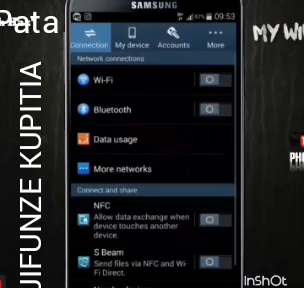 Pata
SAMSUNG
57% 09:53
Connection My device Accounts More
MY
Network connections
Wi-Fi
Bluetooth
Data usage
More networks
Connect and share
NFC
Allow data exchange when
device touches another
device.
S Beam
Send files via NFC and Wi-
Fi Direct.
JIFUNZE KUPITIA
InShOt